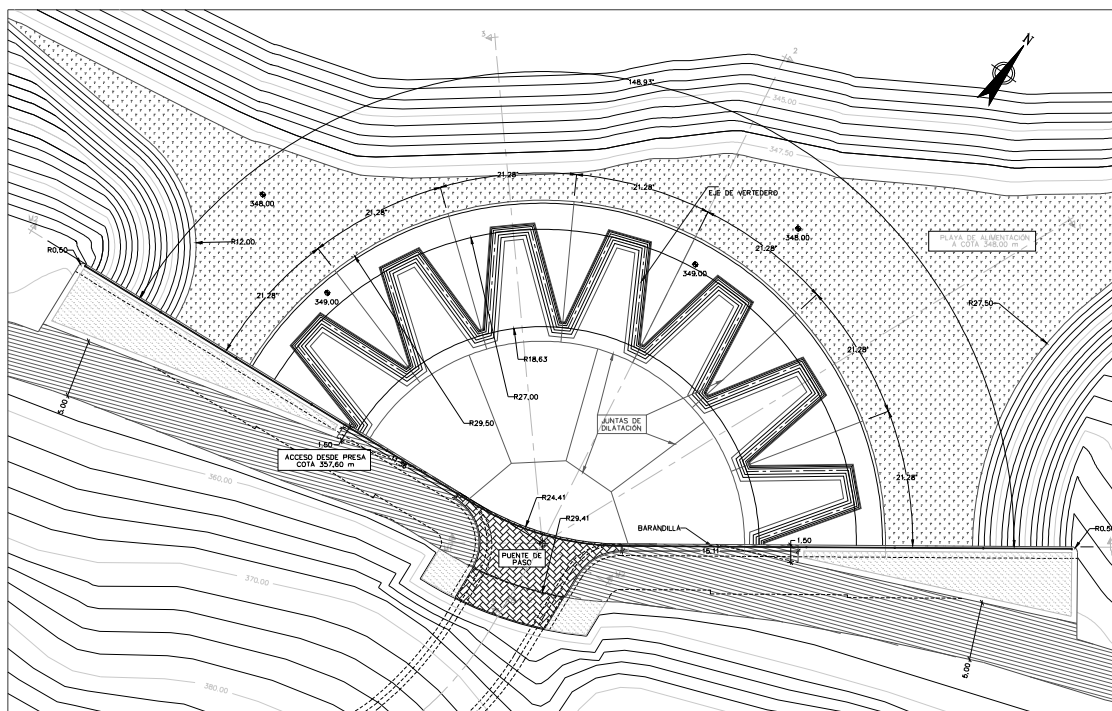 N
3
2
148,93°
345,00
347,50
21.28°
21.28°
348,00
21.28°
EJE DE VERTEDERO
R0,50
R12,00
349,00
21.28°
348,00
PLAYA DE ALIMENTACIÓN
A COTA 348,00 m
21.28°
349,00
R27,50
R18,63
21.28°
R27,00
5,00
R29,50
JUNTAS DE
DILATACIÓN
1,50
ACCESO DESDE PRESA
COTA 357,60 m
21.28°
360,00
R24,41
R29,41
BARANDILLA
R0,50
PUENTE DE
PASO
15,11
1,50
370,00
5,00
380,00